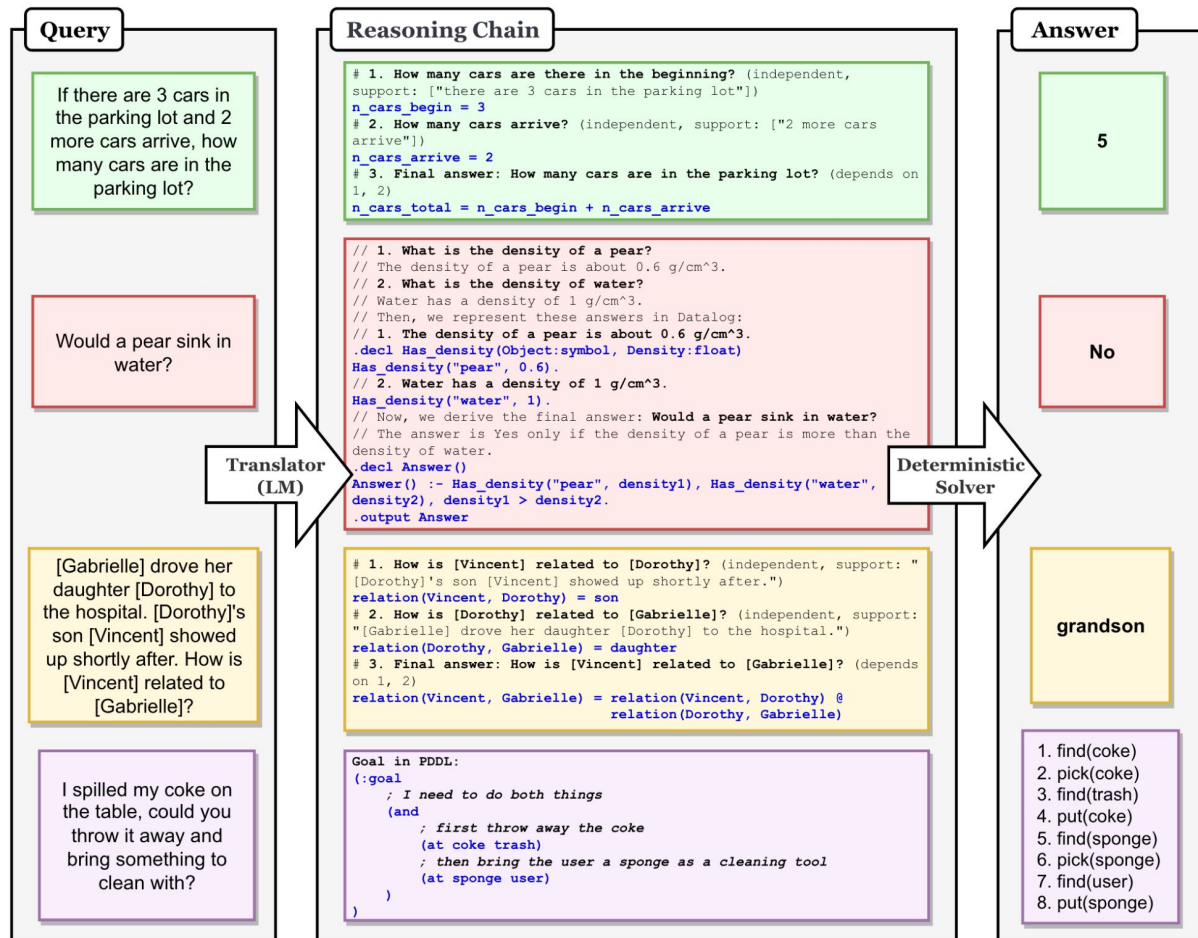 Query
If there are 3 cars in
the parking lot and 2
more cars arrive, how
many cars are in the
parking lot?
Would a pear sink in
water?
[Gabrielle] drove her
daughter [Dorothy] to
the hospital. [Dorothy]'s
son [Vincent] showed
up shortly after. How is
[Vincent] related to
[Gabrielle]?
I spilled my coke on
the table, could you
throw it away and
bring something to
clean with?
Translator
(LM)
Reasoning Chain
# 1. How many cars are there in the beginning? (independent,
support: ["there are 3 cars in the parking lot"])
n_cars_begin = 3
# 2. How many cars arrive? (independent, support: ["2 more cars
arrive"])
n_cars_arrive = 2
# 3. Final answer: How many cars are in the parking lot? (depends on
1, 2)
n_cars_total = n_cars_begin + n_cars_arrive
// 1. What is the density of a pear?
// The density of a pear is about 0.6 g/cm^3.
// 2. What is the density of water?
// Water has a density of 1 g/cm^3.
// Then, we represent these answers in Datalog:
// 1. The density of a pear is about 0.6 g/cm^3.
.decl Has_density(Object:symbol, Density:float)
Has_density("pear", 0.6).
// 2. Water has a density of 1 g/cm^3.
Has_density("water", 1).
// Now, we derive the final answer: Would a pear sink in water?
// The answer is Yes only if the density of a pear is more than the
density of water.
.decl Answer()
Answer() :- Has_density("pear", density1), Has_density("water",
density2), density1 > density2.
.output Answer
# 1. How is [Vincent] related to [Dorothy]? (independent, support: "
[Dorothy]'s son [Vincent] showed up shortly after.")
relation(Vincent, Dorothy) = son
# 2. How is [Dorothy] related to [Gabrielle]? (independent, support:
"[Gabrielle] drove her daughter [Dorothy] to the hospital.")
relation(Dorothy, Gabrielle) = daughter
# 3. Final answer: How is [Vincent] related to [Gabrielle]? (depends
on 1, 2)
relation(Vincent, Gabrielle) = relation(Vincent, Dorothy) @
relation(Dorothy, Gabrielle)
Goal in PDDL:
(:goal
; I need to do both things
(and
; first throw away the coke
(at coke trash)
; then bring the user a sponge as a cleaning tool
(at sponge user)
)
)
Deterministic
Solver
Answer
5
No
grandson
1. find(coke)
2. pick(coke)
3. find(trash)
4. put(coke)
5. find(sponge)
6. pick(sponge)
7. find(user)
8. put(sponge)